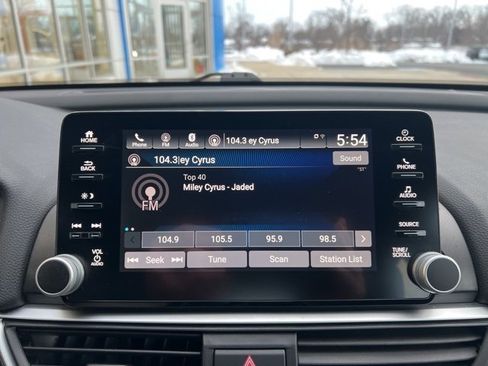 Phone FM Audio 104.3 ey Cyrus 5:54
104.3|ey Cyrus Sound
"ST"
Top 40
Miley Cyrus - Jaded
FM
104.9 105.5 95.9 98.5
Seek Tune Scan Station List
HOME
BACK
VOL
AUDIO
CLOCK
PHONE
AUDIO
SOURCE
TUNE/
SCROLL